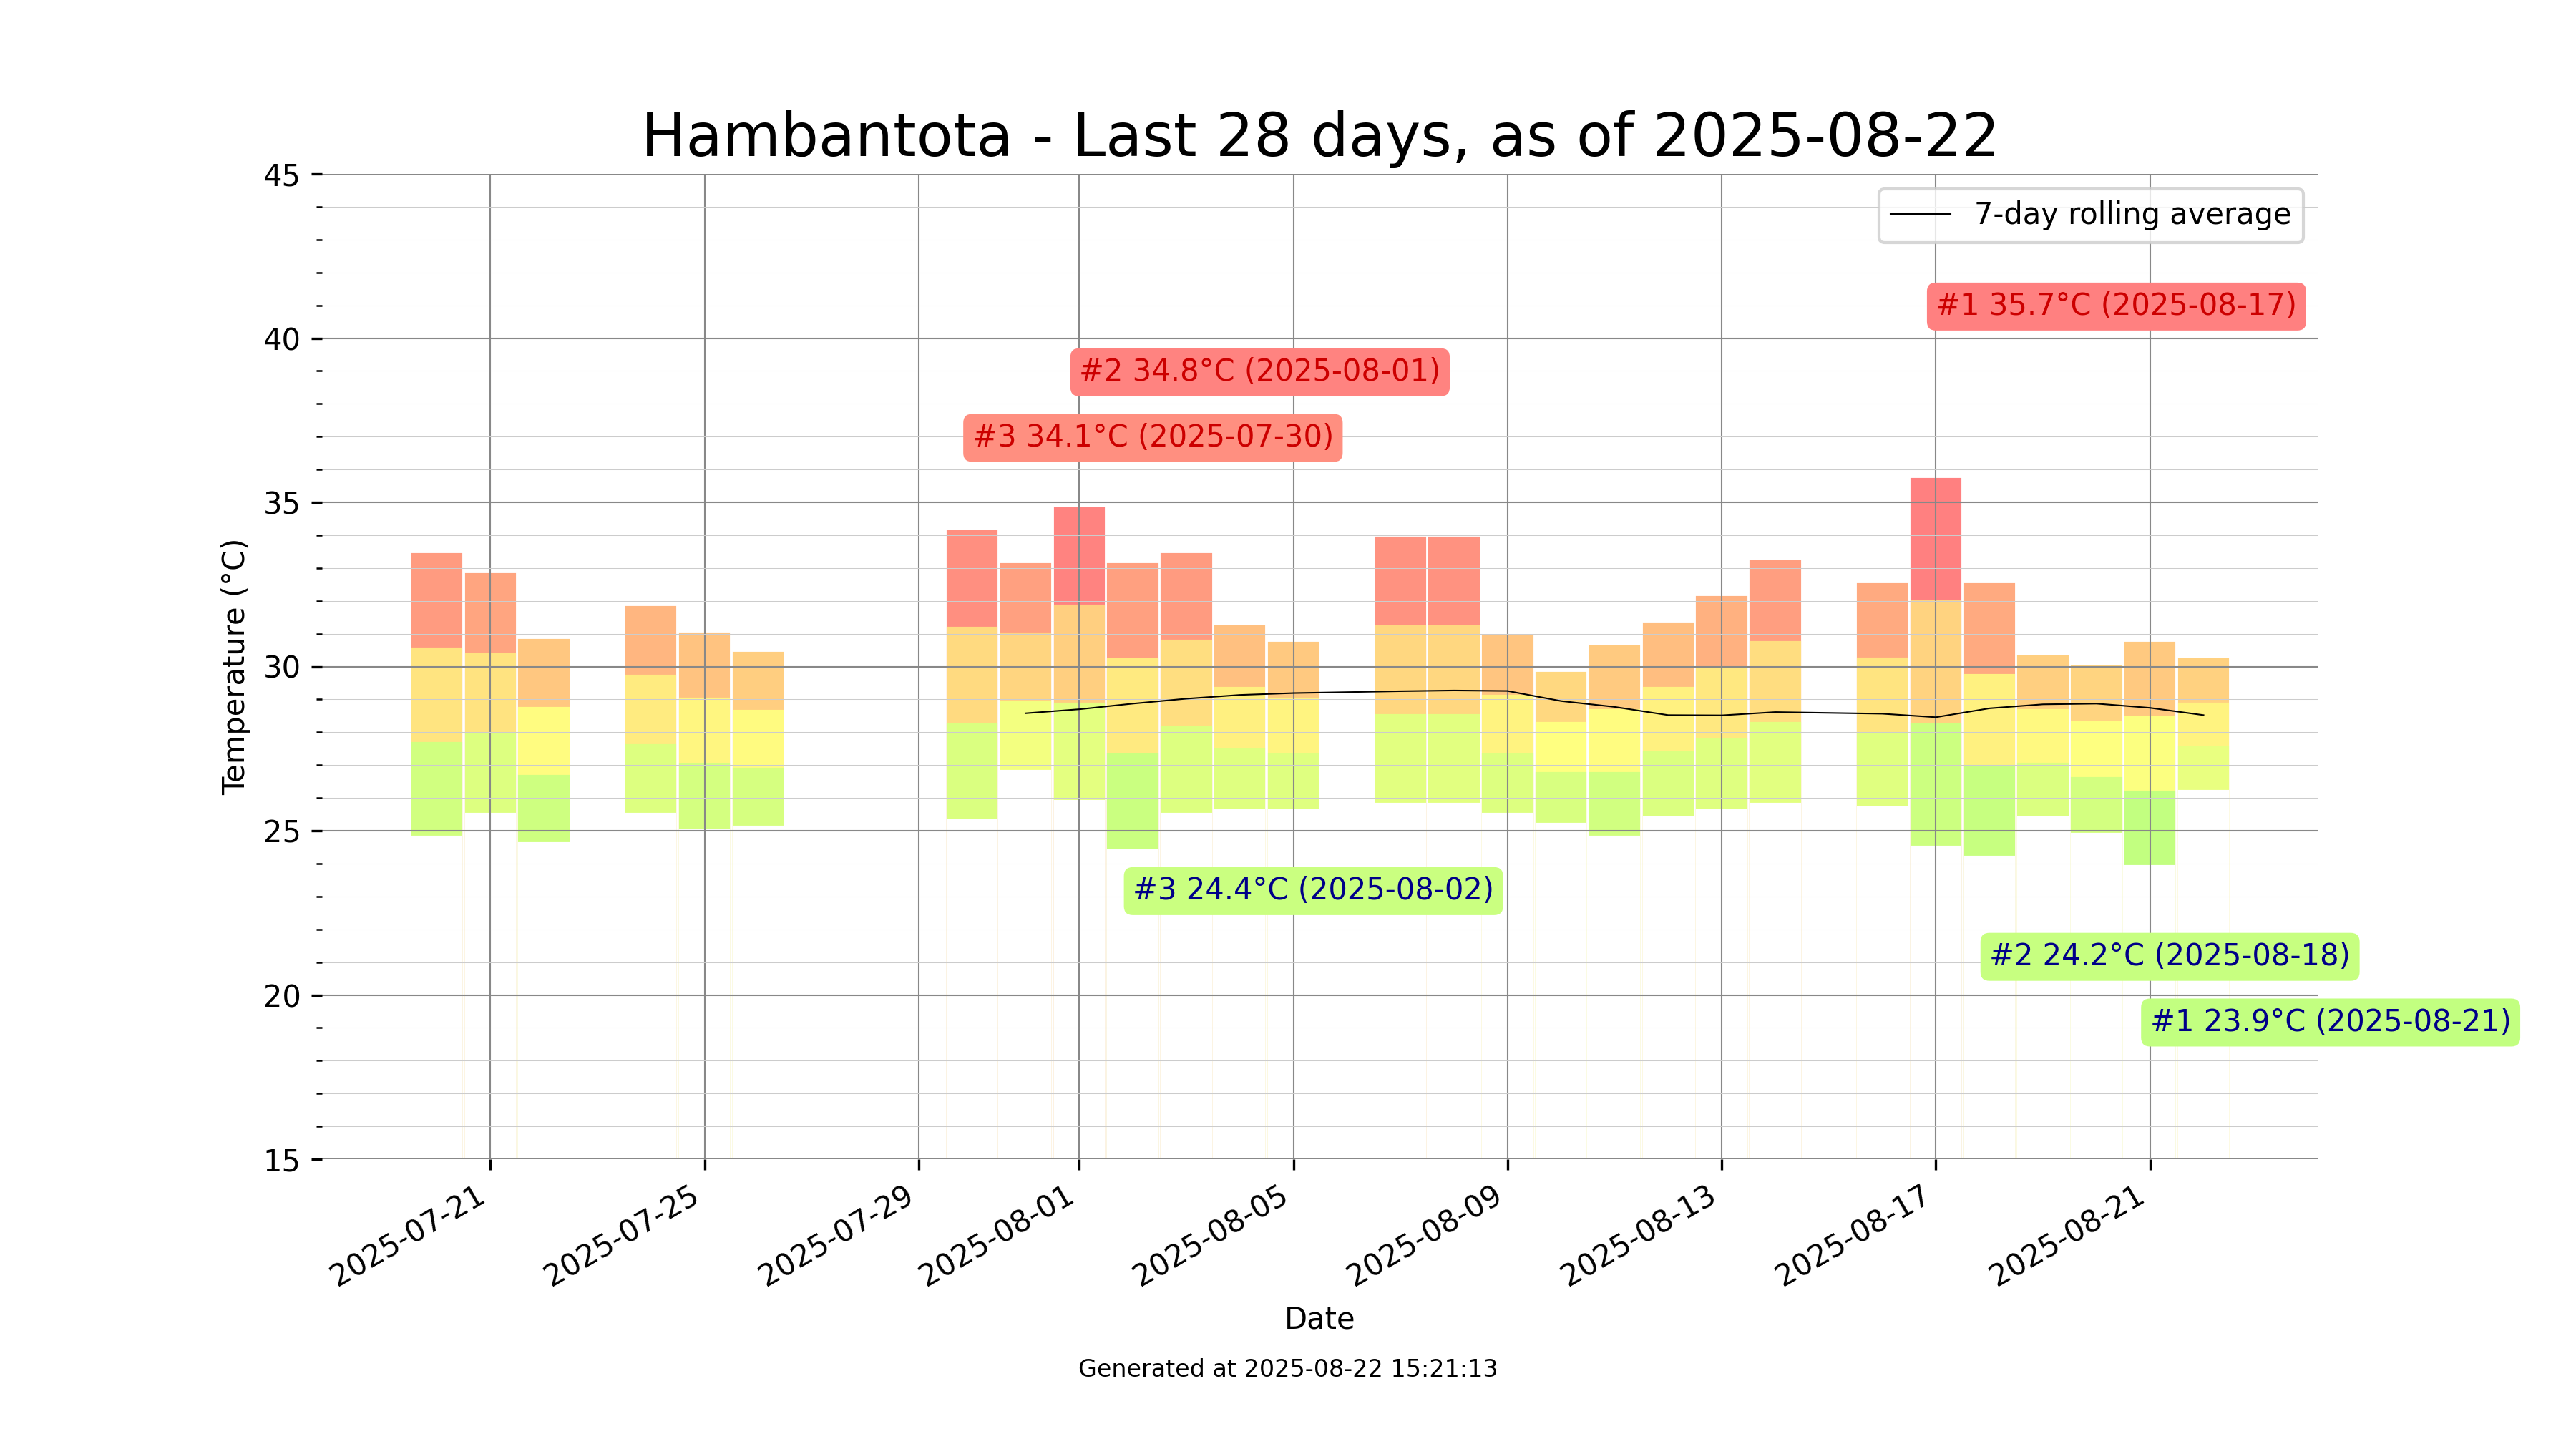 Hambantota - Last 28 days, as of 2025-08-22
45
7-day rolling average
#1 35.7°C (2025-08-17)
40
#2 34.8°C (2025-08-01)
#3 34.1°C (2025-07-30)
35
Temperature (°C)
30
25
#3 24.4°C (2025-08-02)
#2 24.2°C (2025-08-18)
20
#1 23.9°C (2025-08-21)
15
2025-07-21
2025-07-25
2025-07-29
2025-08-01
2025-08-05
2025-08-09
2025-08-13
2025-08-17
2025-08-21
Date
Generated at 2025-08-22 15:21:13